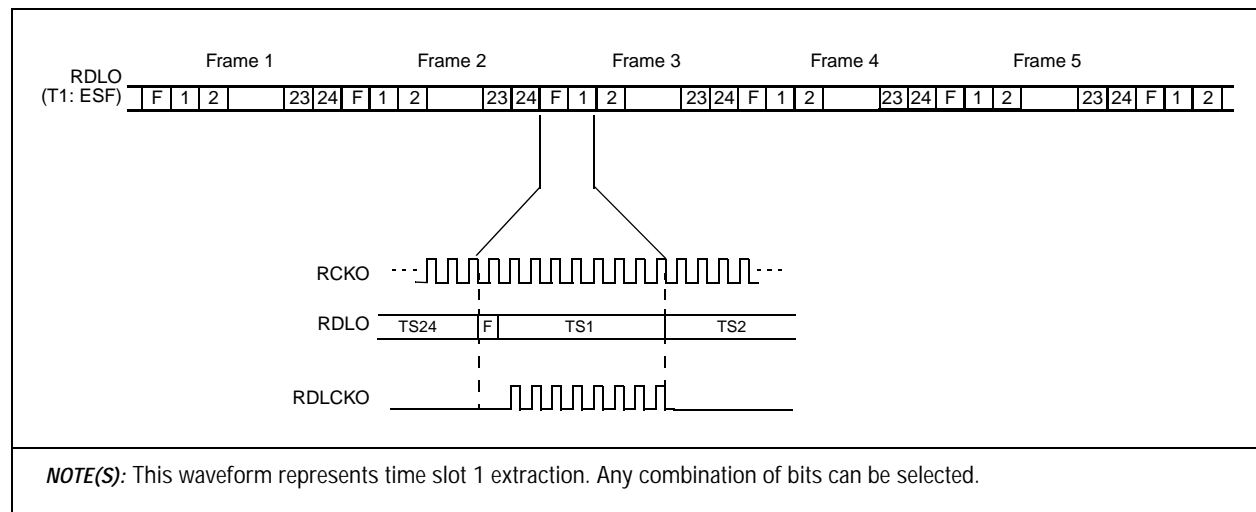 Frame 1 Frame 2 Frame 3 Frame 4 Frame 5
RDLO
(T1: ESF) F 1 2 23 24 F 1 2 23 24 F 1 2 23 24 F 1 2 23 24 F 1 2 23 24 F 1 2
RCKO
RDLO TS24 F TS1 TS2
RDLCKO
NOTE(S): This waveform represents time slot 1 extraction. Any combination of bits can be selected.